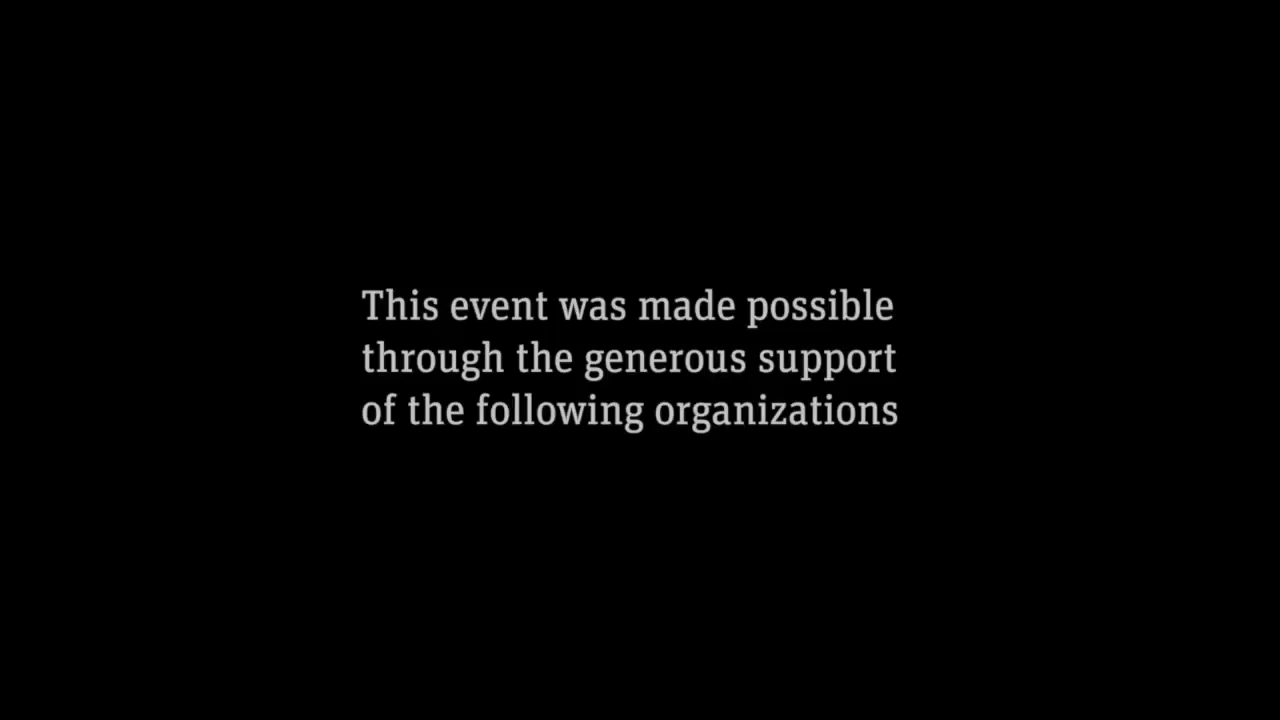 This event was made possible
through the generous support
of the following organizations